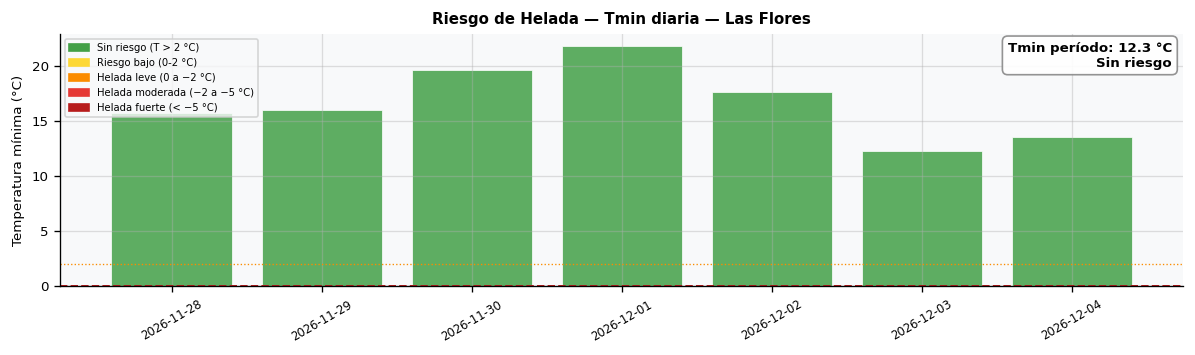 Riesgo de Helada — Tmin diaria — Las Flores
Sin riesgo (T > 2 °C)
Riesgo bajo (0-2 °C)
Helada leve (0 a −2 °C)
Helada moderada (−2 a −5 °C)
Helada fuerte (< −5 °C)
Tmin período: 12.3 °C
Sin riesgo
Temperatura mínima (°C)
20
15
10
5
0
2026-11-28
2026-11-29
2026-11-30
2026-12-01
2026-12-02
2026-12-03
2026-12-04